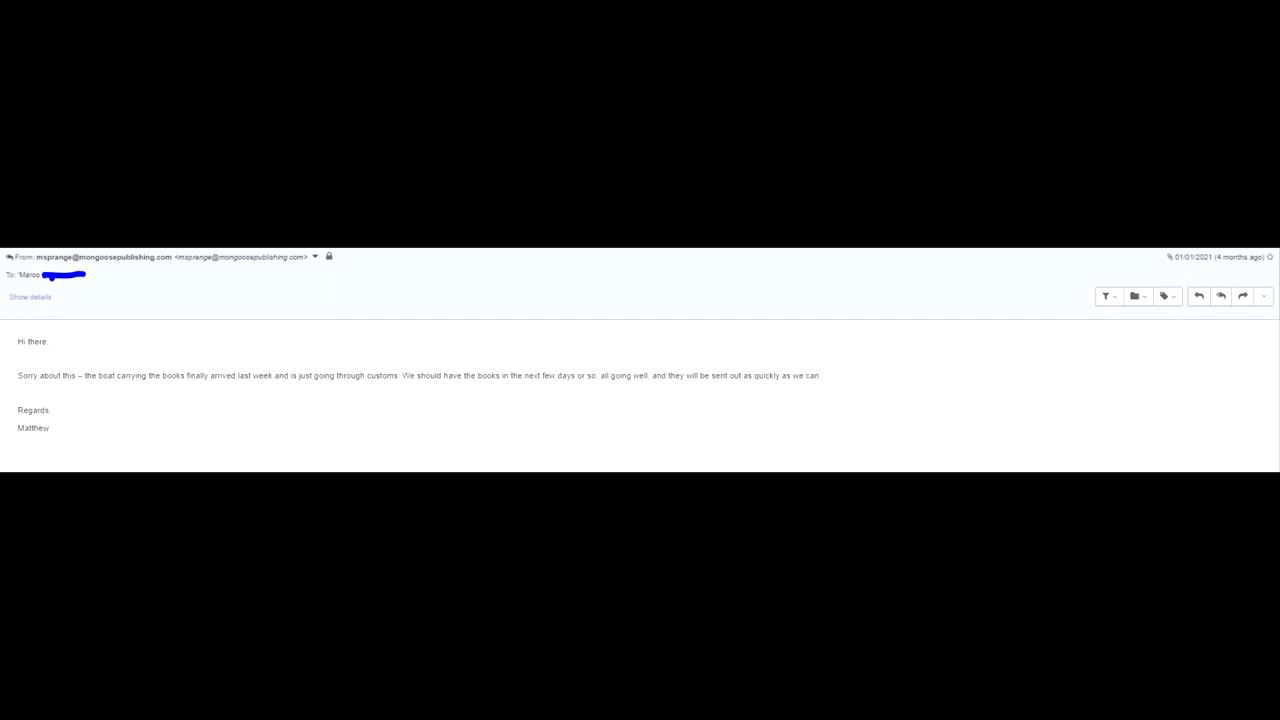 From: msprange@mongoosepublishing.com <msprange@mongoosepublishing.com>
01/01/2021 (4 months ago)
To: 'Marco
Show details
Hi there,
Sorry about this – the boat carrying the books finally arrived last week and is just going through customs. We should have the books in the next few days or so, all going well, and they will be sent out as quickly as we can
Regards,
Matthew